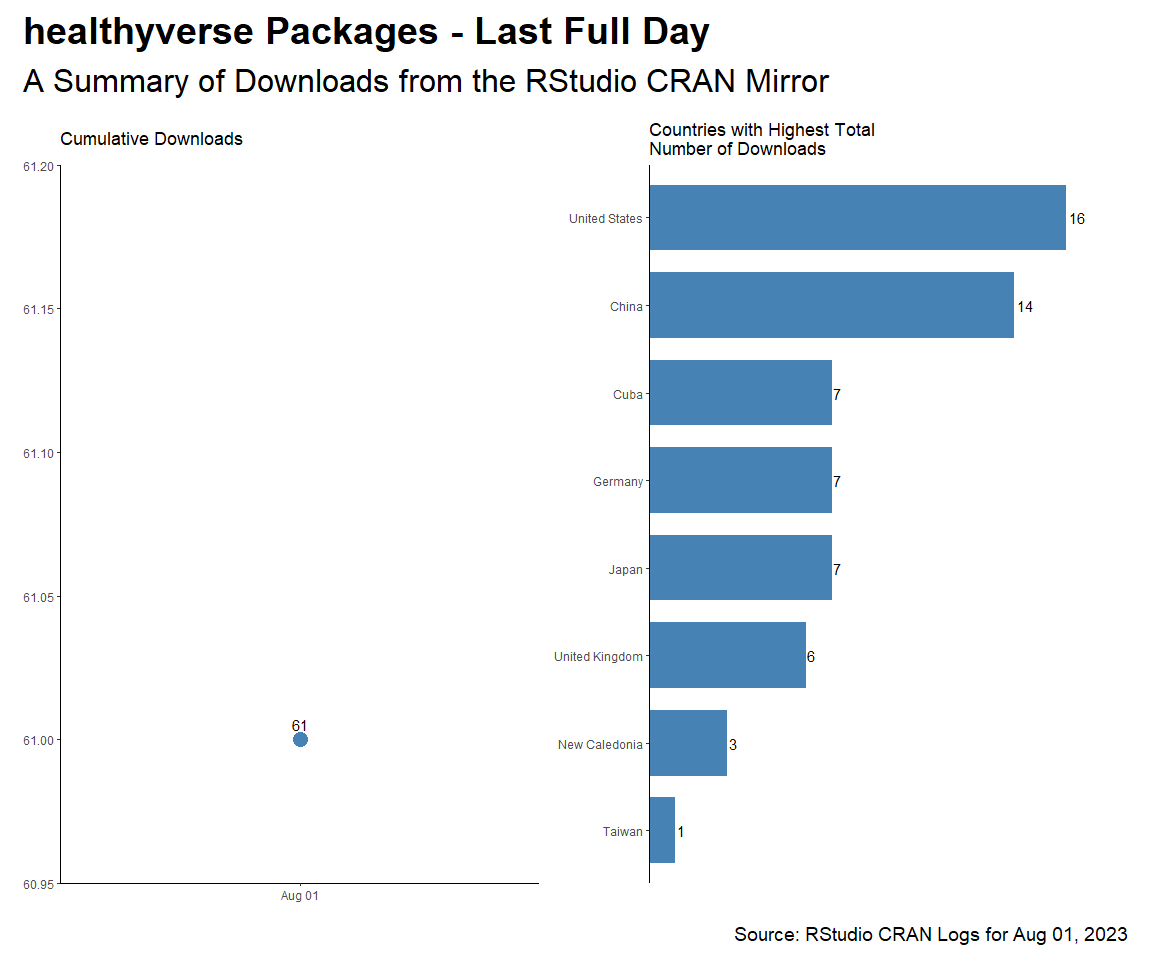 healthyverse Packages - Last Full Day
A Summary of Downloads from the RStudio CRAN Mirror
Cumulative Downloads
61.20
61.15
61.10
61.05
61.00
60.95
61
Aug 01
Countries with Highest Total
Number of Downloads
United States
16
China
14
Cuba
7
Germany
7
Japan
7
United Kingdom
6
New Caledonia
3
Taiwan
1
Source: RStudio CRAN Logs for Aug 01, 2023